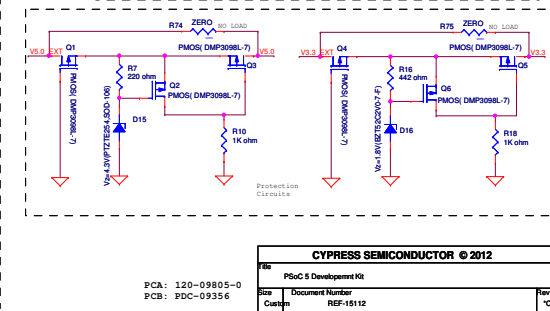 R74 ZERO NO LOAD
V5.0_EXT Q1 PMOS( DMP3098L-7) V5.0
R7
220 ohm
Q2
Q3
PMOS( DMP3098L-7)
PMOS( DMP3098L-7)
D15
Vz=4.3V(PTZTE254.3,SOD-106)
R10
1K ohm
R75 ZERO NO LOAD
V3.3_EXT Q4 PMOS( DMP3098L-7) V3.3
R16
442 ohm
Q6
Q5
PMOS( DMP3098L-7)
PMOS( DMP3098L-7)
D16
Vz=1.8V(BZT52C2V0-7-F)
R18
1K ohm
Protection
Circuits
CYPRESS SEMICONDUCTOR © 2012
Title
PSoC 5 Developemnt Kit
Size Document Number Rev
Custom REF-15112
PCA: 120-09805-0
PCB: PDC-09356